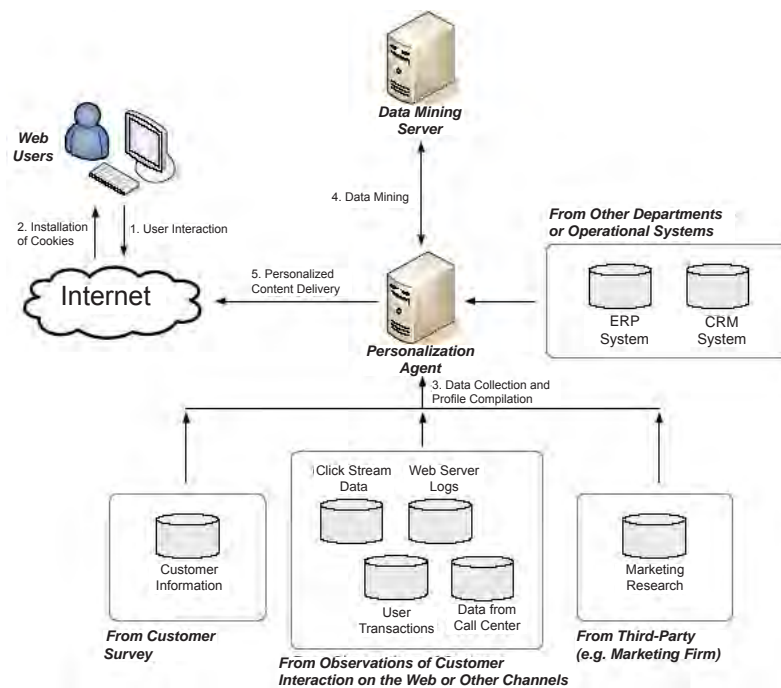 Data Mining
Server
Web
Users
4. Data Mining
2. Installation
of Cookies
1. User Interaction
From Other Departments
or Operational Systems
Internet
5. Personalized
Content Delivery
ERP
System
CRM
System
Personalization
Agent
3. Data Collection and
Profile Compilation
Click Stream
Data
Web Server
Logs
Customer
Information
User
Transactions
Data from
Call Center
Marketing
Research
From Customer
Survey
From Observations of Customer
Interaction on the Web or Other Channels
From Third-Party
(e.g. Marketing Firm)